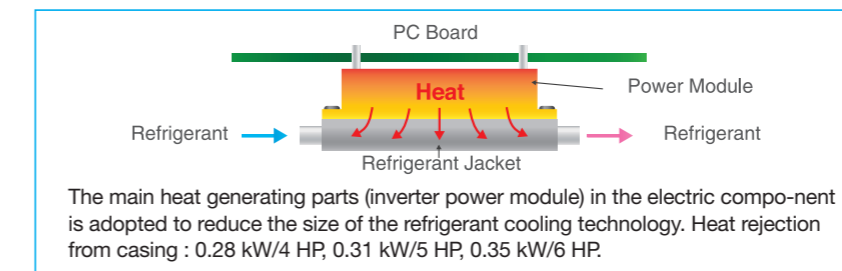 PC Board
Power Module
Heat
Refrigerant
Refrigerant
Refrigerant Jacket
The main heat generating parts (inverter power module) in the electric compo-nent
is adopted to reduce the size of the refrigerant cooling technology. Heat rejection
from casing : 0.28 kW/4 HP, 0.31 kW/5 HP, 0.35 kW/6 HP.